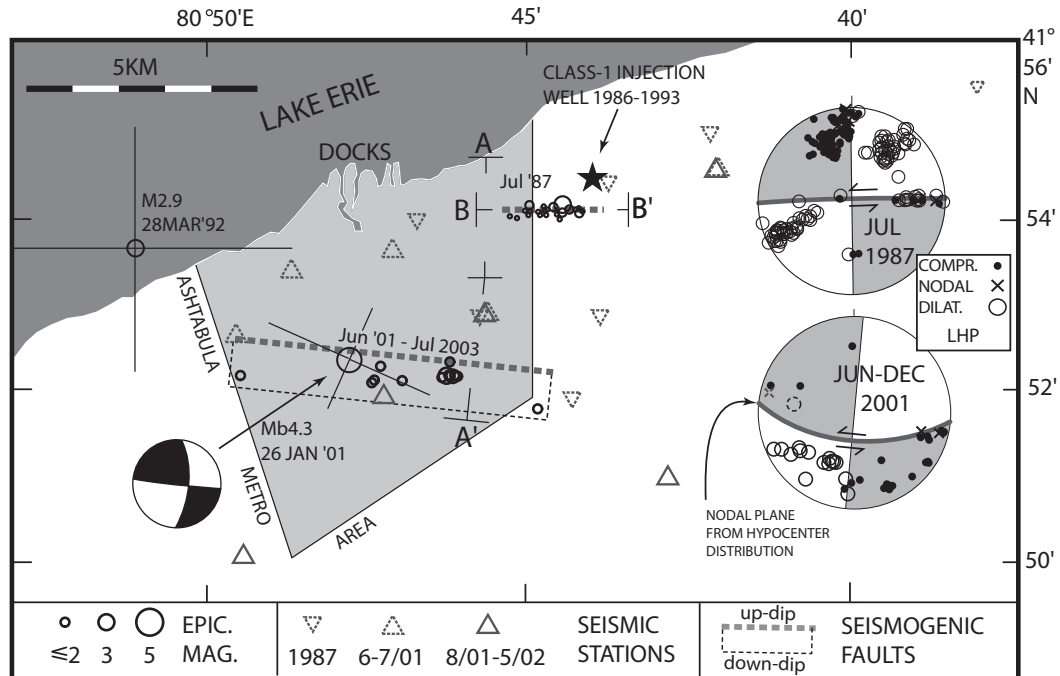 80°50'E
45'
40'
41°
56'
N
5KM
LAKE ERIE
CLASS-1 INJECTION
WELL 1986-1993
DOCKS
A
Jul '87
B
B'
M2.9
28MAR'92
54'
JUL
1987
COMPR.
NODAL
DILAT.
LHP
ASHTABULA
METRO
AREA
Jun '01 - Jul 2003
52'
JUN-DEC
2001
A'
Mb4.3
26 JAN '01
NODAL PLANE
FROM HYPOCENTER
DISTRIBUTION
50'
≤2 3 5
EPIC.
MAG.
1987 6-7/01 8/01-5/02
SEISMIC
STATIONS
up-dip
down-dip
SEISMOGENIC
FAULTS